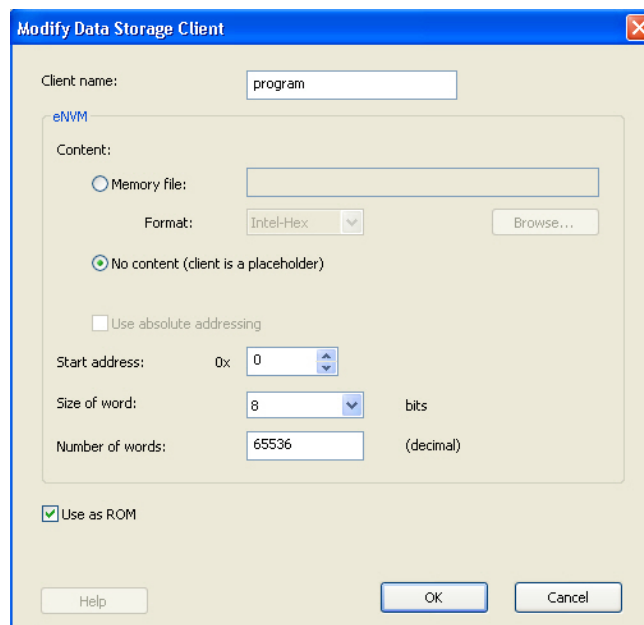 Modify Data Storage Client
Client name: program
eNVM
Content:
Memory file:
Format: Intel-Hex Browse...
No content (client is a placeholder)
Use absolute addressing
Start address: 0x 0
Size of word: 8 bits
Number of words: 65536 (decimal)
Use as ROM
Help OK Cancel